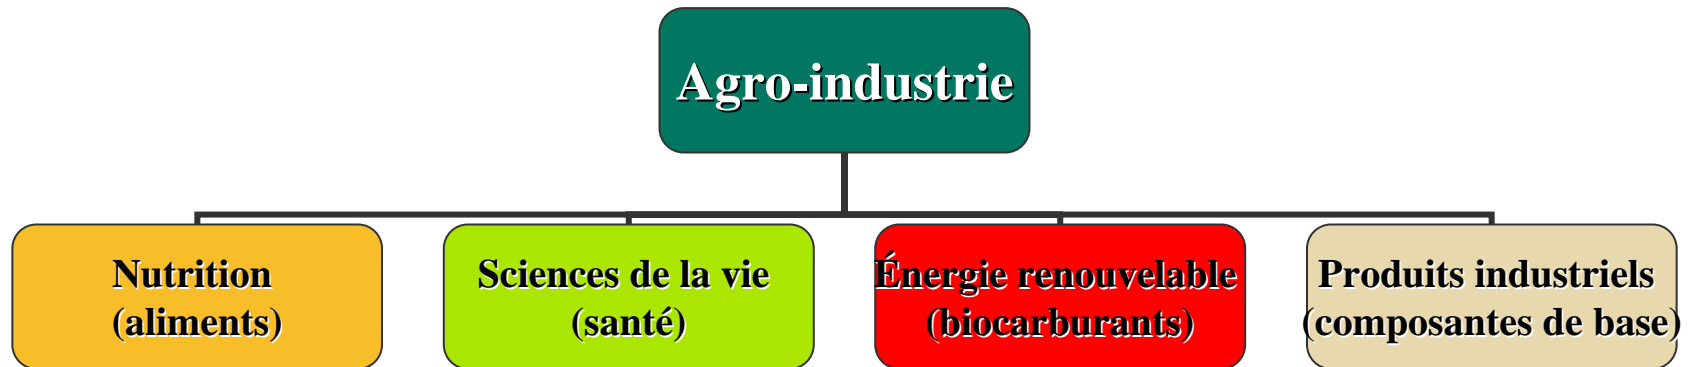 Agro-industrie
Nutrition
(aliments)
Sciences de la vie
(santé)
Énergie renouvelable
(biocarburants)
Produits industriels
(composantes de base)